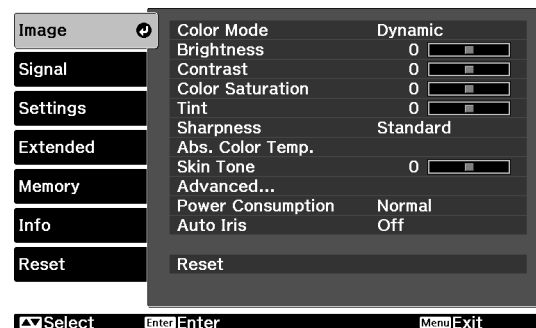 Image
Signal
Settings
Extended
Memory
Info
Reset
Color Mode Dynamic
Brightness 0
Contrast 0
Color Saturation 0
Tint 0
Sharpness Standard
Abs. Color Temp.
Skin Tone 0
Advanced...
Power Consumption Normal
Auto Iris Off
Reset
Select Enter Enter Menu Exit